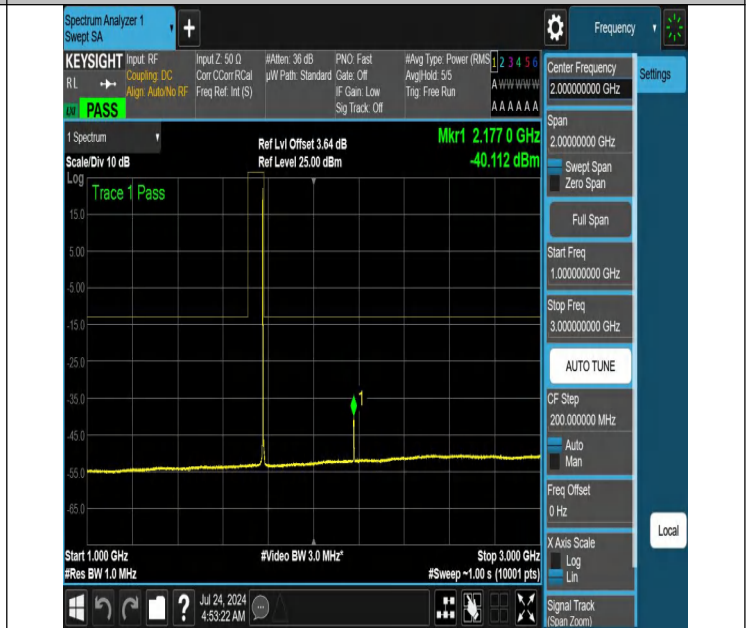 Spectrum Analyzer 1
Swept SA
+
Frequency
KEYSIGHT
RL
PASS
Input: RF
Coupling: DC
Align: Auto/No RF
Input Z: 50 Ω
Corr CCorr RCal
Freq Ref: Int (S)
#Atten: 36 dB
µW Path: Standard
PNO: Fast
Gate: Off
IF Gain: Low
Sig Track: Off
#Avg Type: Power (RMS
Avg|Hold: 5/5
Trig: Free Run
1 2 3 4 5 6
A W W W W W
A A A A A A
1 Spectrum
Scale/Div 10 dB
Log
Ref Lvl Offset 3.64 dB
Ref Level 25.00 dBm
Mkr1 2.177 0 GHz
-40.112 dBm
Trace 1 Pass
15.0
5.00
-5.00
-15.0
-25.0
-35.0
-45.0
-55.0
-65.0
1
Start 1.000 GHz
#Res BW 1.0 MHz
#Video BW 3.0 MHz*
Stop 3.000 GHz
#Sweep ~1.00 s (10001 pts)
?
Jul 24, 2024
4:53:22 AM
Center Frequency
2.000000000 GHz
Settings
Span
2.00000000 GHz
Swept Span
Zero Span
Full Span
Start Freq
1.000000000 GHz
Stop Freq
3.000000000 GHz
AUTO TUNE
CF Step
200.000000 MHz
Auto
Man
Freq Offset
0 Hz
X Axis Scale
Log
Lin
Local
Signal Track
(Span Zoom)